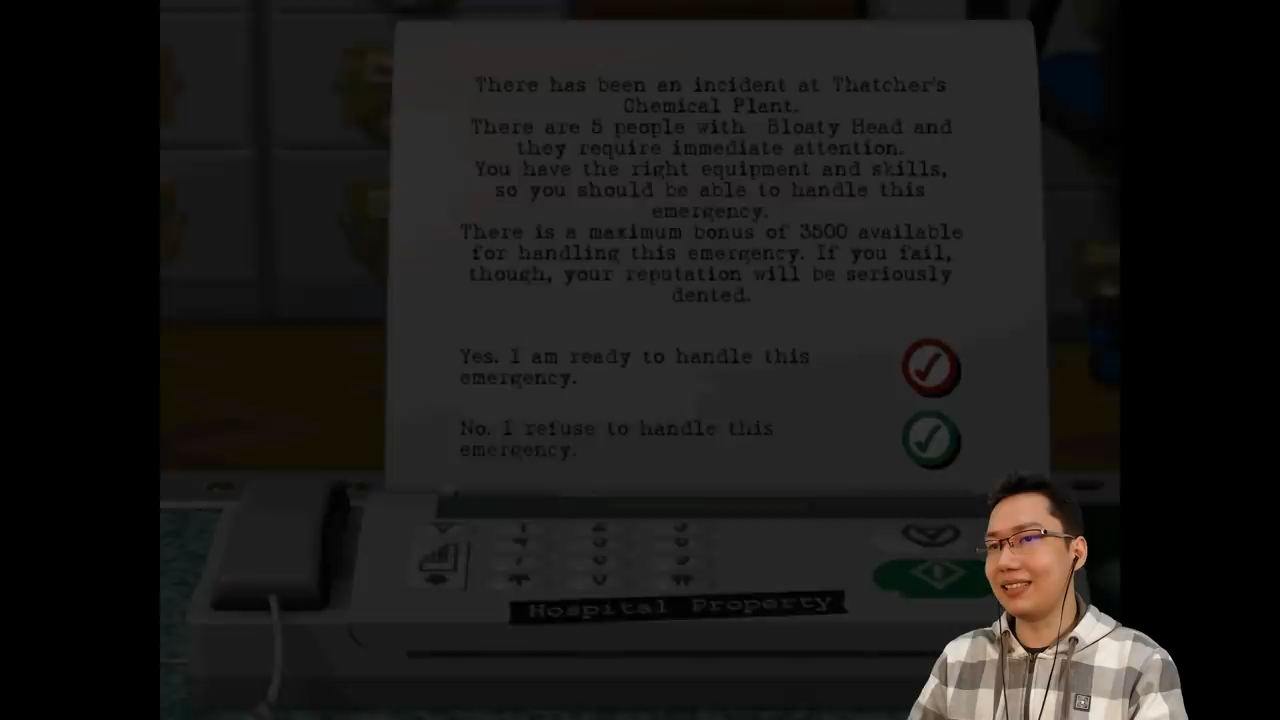 There has been an incident at Thatcher's
Chemical Plant.
There are 5 people with Bloaty Head and
they require immediate attention.
You have the right equipment and skills,
so you should be able to handle this
emergency.
There is a maximum bonus of 3500 available
for handling this emergency. If you fail,
though, your reputation will be seriously
dented.
Yes. I am ready to handle this
emergency.
No. I refuse to handle this
emergency.
Hospital Property